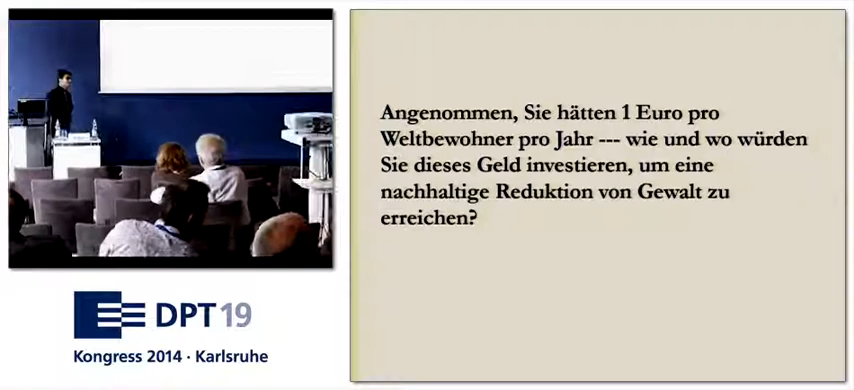 Angenommen, Sie hätten 1 Euro pro
Weltbewohner pro Jahr --- wie und wo würden
Sie dieses Geld investieren, um eine
nachhaltige Reduktion von Gewalt zu
erreichen?
DPT 19
Kongress 2014 · Karlsruhe